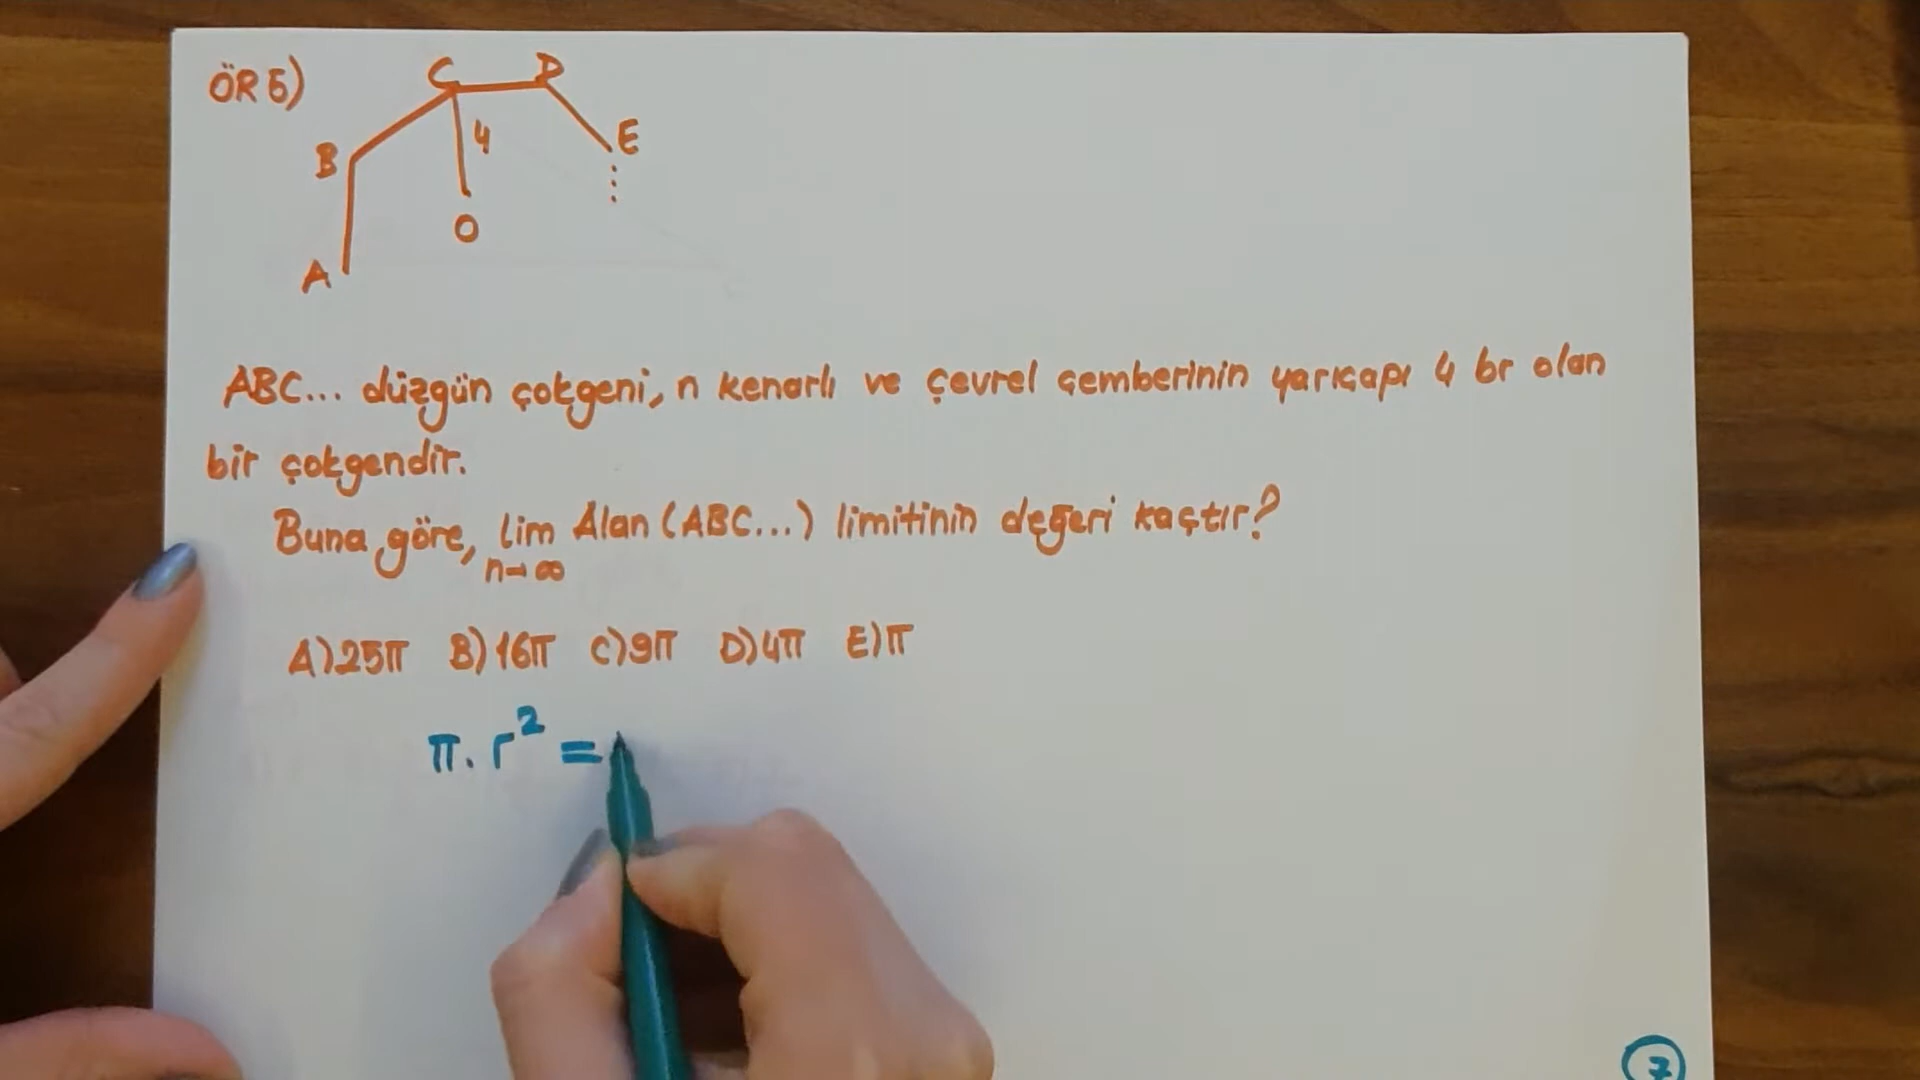 ÖR 5)
C D
B 4 E
O
A
ABC... düzgün çokgeni, n kenarlı ve çevrel çemberinin yarıçapı 4 br olan
bir çokgendir.
Buna göre, lim Alan (ABC...) limitinin değeri kaçtır?
n→∞
A) 25π B) 16π C) 9π D) 4π E) π
π. r² =
7